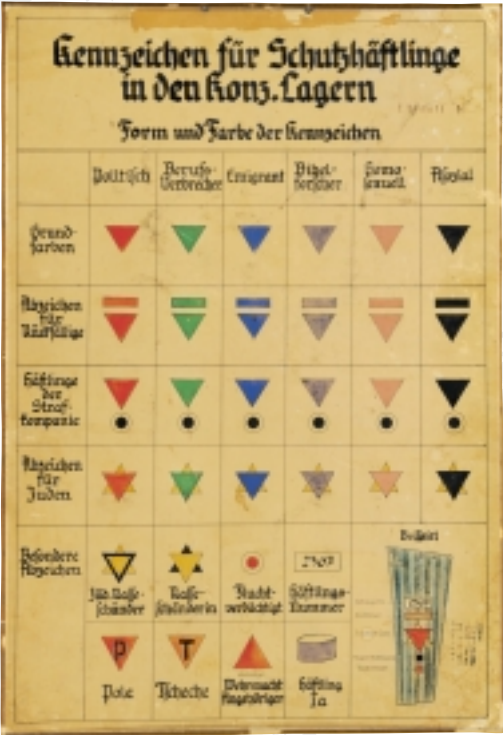 Kennzeichen für Schutzhäftlinge
in den Konz.Lagern
Form und Farbe der Kennzeichen
Politisch
Berufs-
Verbrecher
Emigrant
Bibel-
forscher
Homo-
sexuell
Asozial
Grund-
farben
Abzeichen
für
Rückfällige
Häftlinge
der
Straf-
kompanie
Abzeichen
für
Juden
Besondere
Abzeichen
Jüd. Rasse-
schänder
Rasse-
schänderin
Flucht-
verdächtigt
Häftlings-
Nummer
Beispiel
P
Pole
T
Tscheche
Wehrmacht
Angehöriger
Häftling
Ia